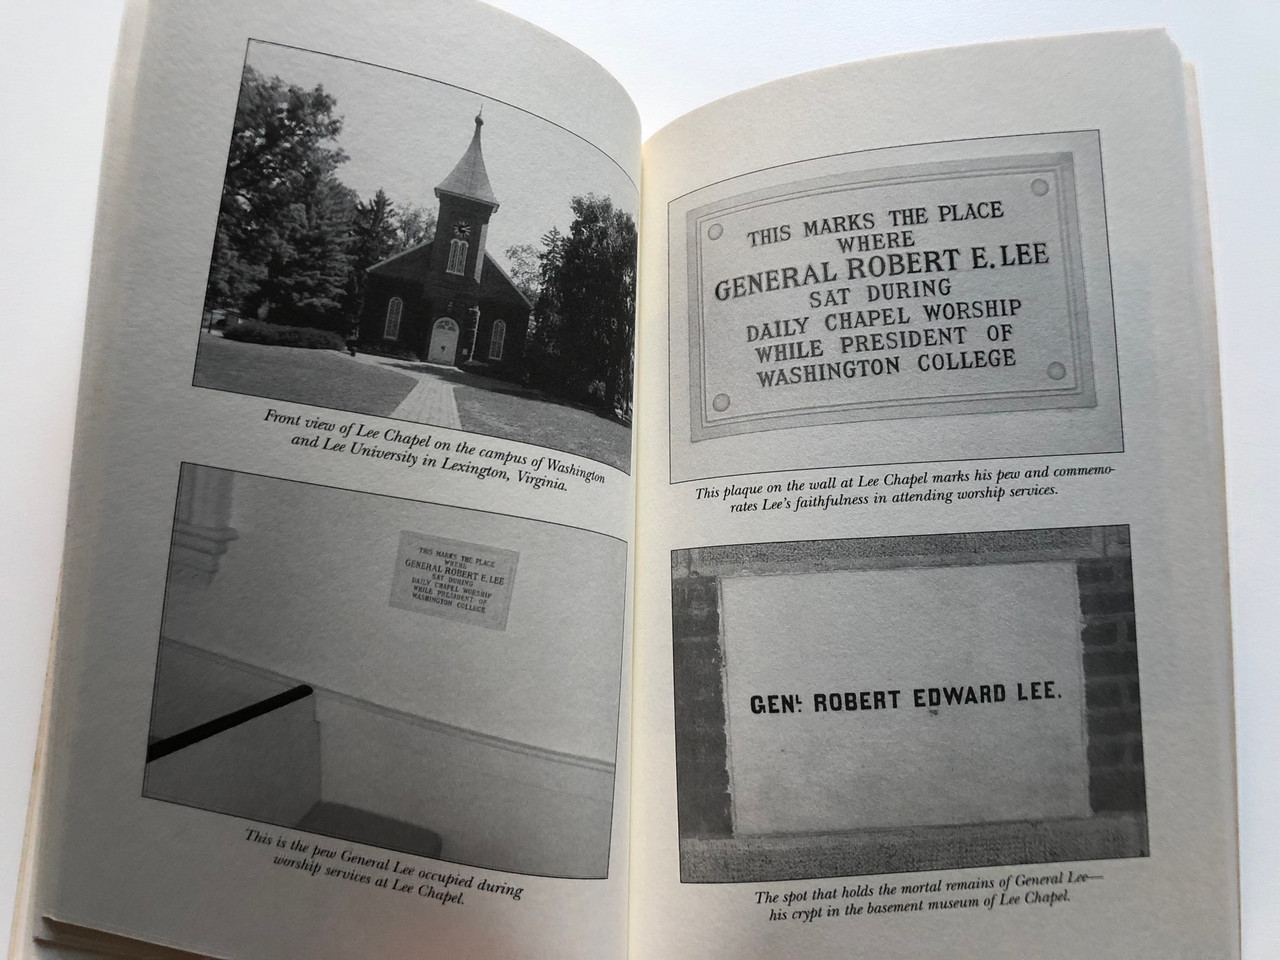 Front view of Lee Chapel on the campus of Washington
and Lee University in Lexington, Virginia.
THIS MARKS THE PLACE
WHERE
GENERAL ROBERT E. LEE
SAT DURING
DAILY CHAPEL WORSHIP
WHILE PRESIDENT OF
WASHINGTON COLLEGE
This is the pew General Lee occupied during
worship services at Lee Chapel.
THIS MARKS THE PLACE
WHERE
GENERAL ROBERT E. LEE
SAT DURING
DAILY CHAPEL WORSHIP
WHILE PRESIDENT OF
WASHINGTON COLLEGE
This plaque on the wall at Lee Chapel marks his pew and commemo-
rates Lee's faithfulness in attending worship services.
GENL. ROBERT EDWARD LEE.
The spot that holds the mortal remains of General Lee—
his crypt in the basement museum of Lee Chapel.